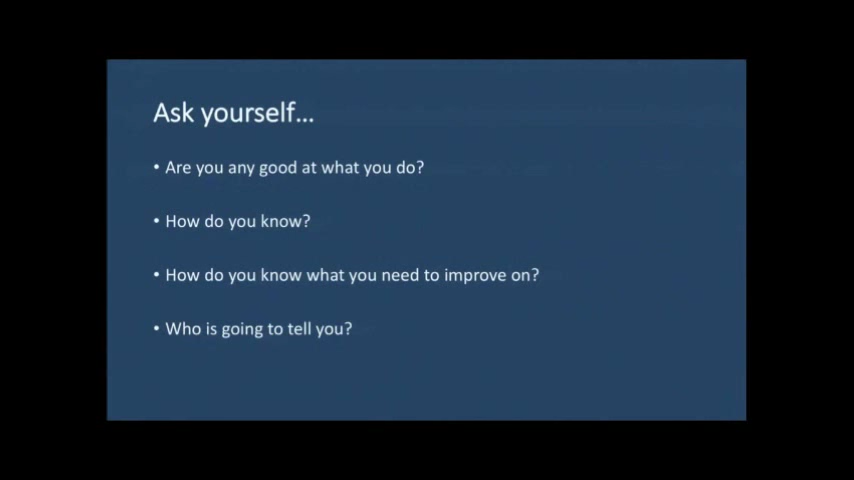 Ask yourself...
• Are you any good at what you do?
• How do you know?
• How do you know what you need to improve on?
• Who is going to tell you?